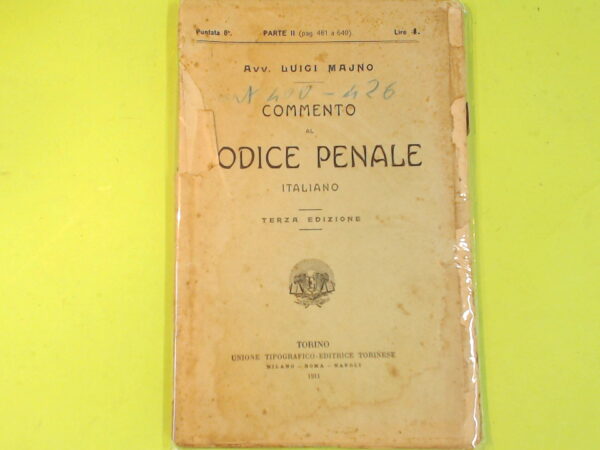 Puntata 8ª. PARTE II (pag. 481 a 640). Lire 4.
Avv. LUIGI MAJNO
N 400 - 426
COMMENTO
AL
ODICE PENALE
ITALIANO
TERZA EDIZIONE
TORINO
UNIONE TIPOGRAFICO-EDITRICE TORINESE
MILANO - ROMA - NAPOLI
1911